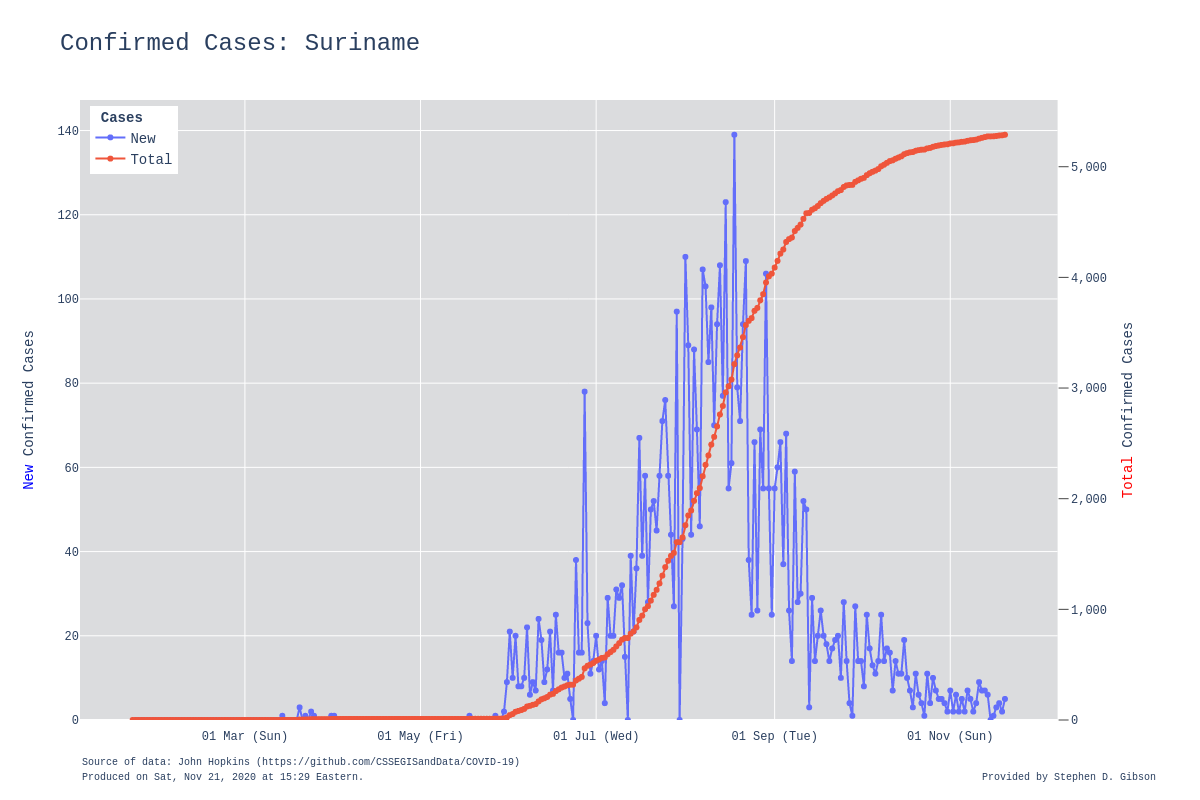 Confirmed Cases: Suriname
Cases
New
Total
140
120
100
80
60
40
20
0
5,000
4,000
3,000
2,000
1,000
0
New Confirmed Cases
Total Confirmed Cases
01 Mar (Sun)
01 May (Fri)
01 Jul (Wed)
01 Sep (Tue)
01 Nov (Sun)
Source of data: John Hopkins (https://github.com/CSSEGISandData/COVID-19)
Produced on Sat, Nov 21, 2020 at 15:29 Eastern.
Provided by Stephen D. Gibson